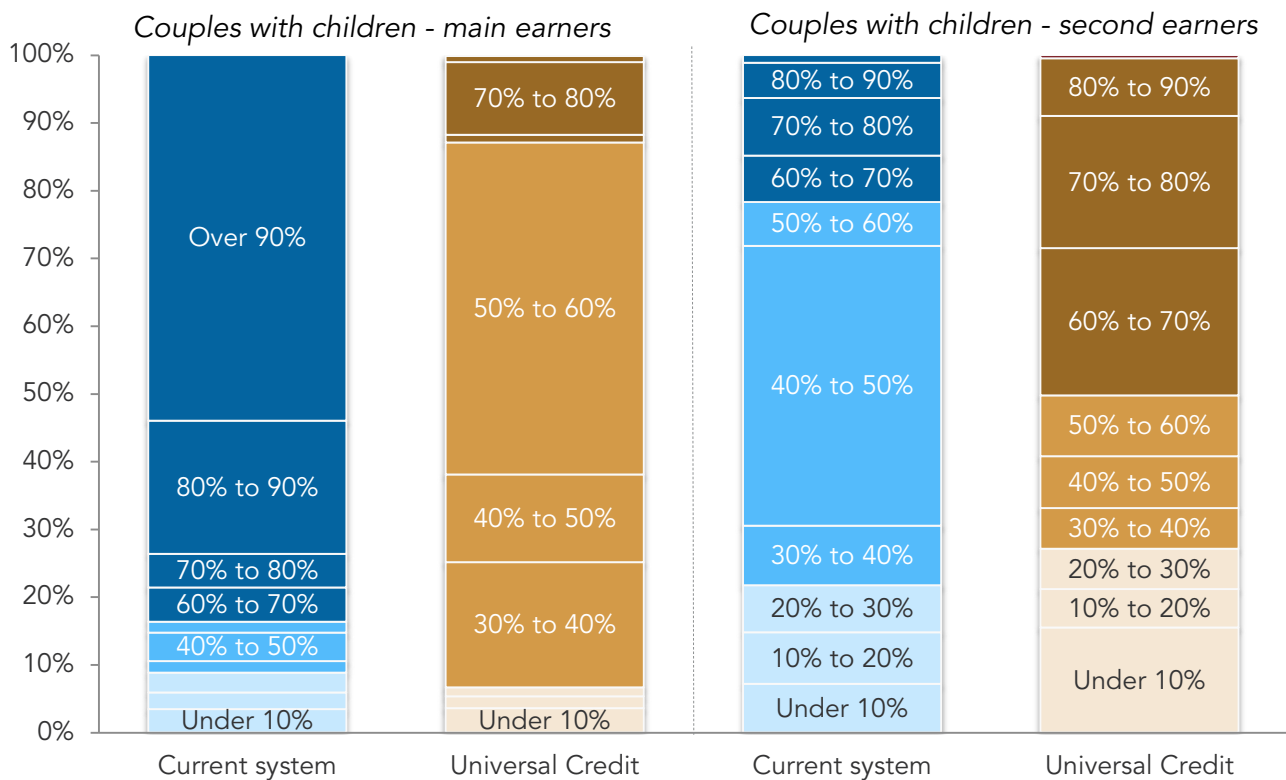 Couples with children - main earners
Couples with children - second earners
100%
90%
80%
70%
60%
50%
40%
30%
20%
10%
0%
Over 90%
80% to 90%
70% to 80%
60% to 70%
40% to 50%
Under 10%
70% to 80%
50% to 60%
40% to 50%
30% to 40%
Under 10%
80% to 90%
70% to 80%
60% to 70%
50% to 60%
40% to 50%
30% to 40%
20% to 30%
10% to 20%
Under 10%
80% to 90%
70% to 80%
60% to 70%
50% to 60%
40% to 50%
30% to 40%
20% to 30%
10% to 20%
Under 10%
Current system
Universal Credit
Current system
Universal Credit